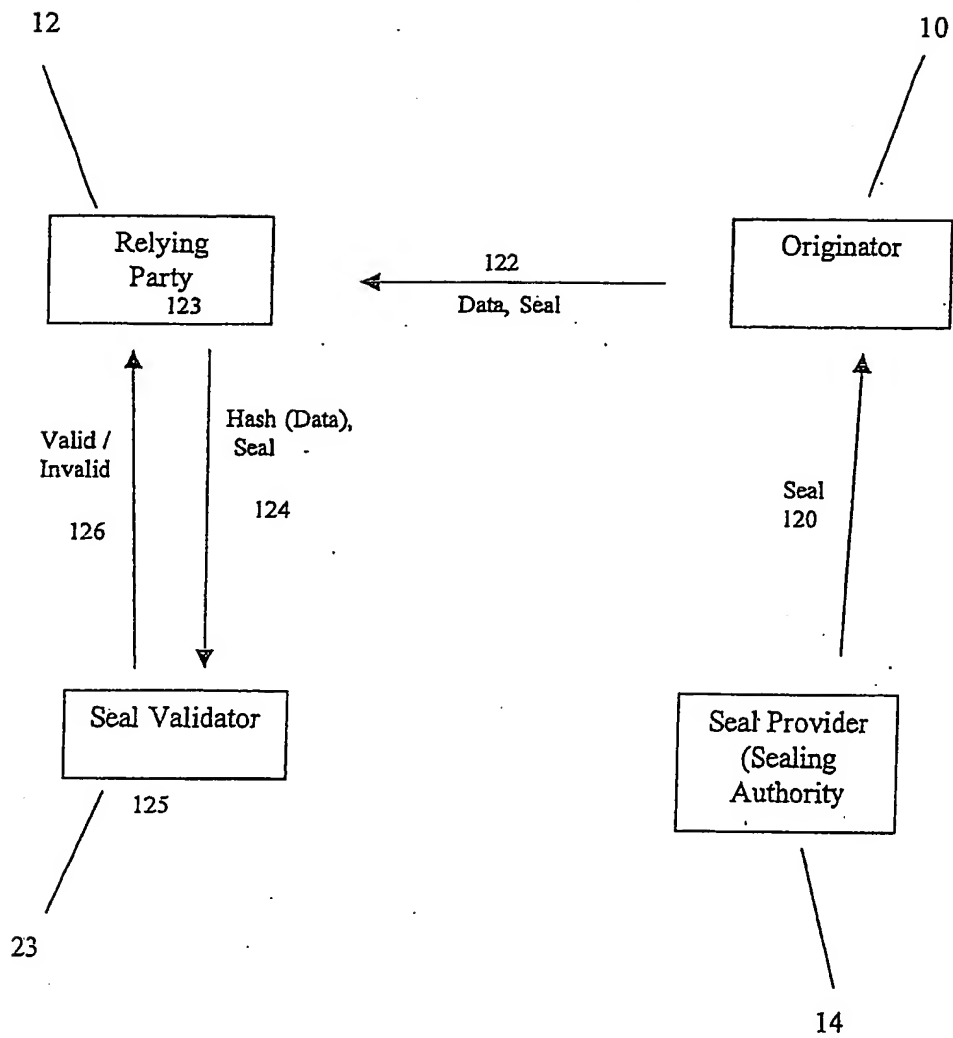 12
10
Relying
Party
123
Originator
122
Data, Seal
Valid /
Invalid
126
Hash (Data),
Seal
124
Seal
120
Seal Validator
125
Seal Provider
(Sealing
Authority
23
14